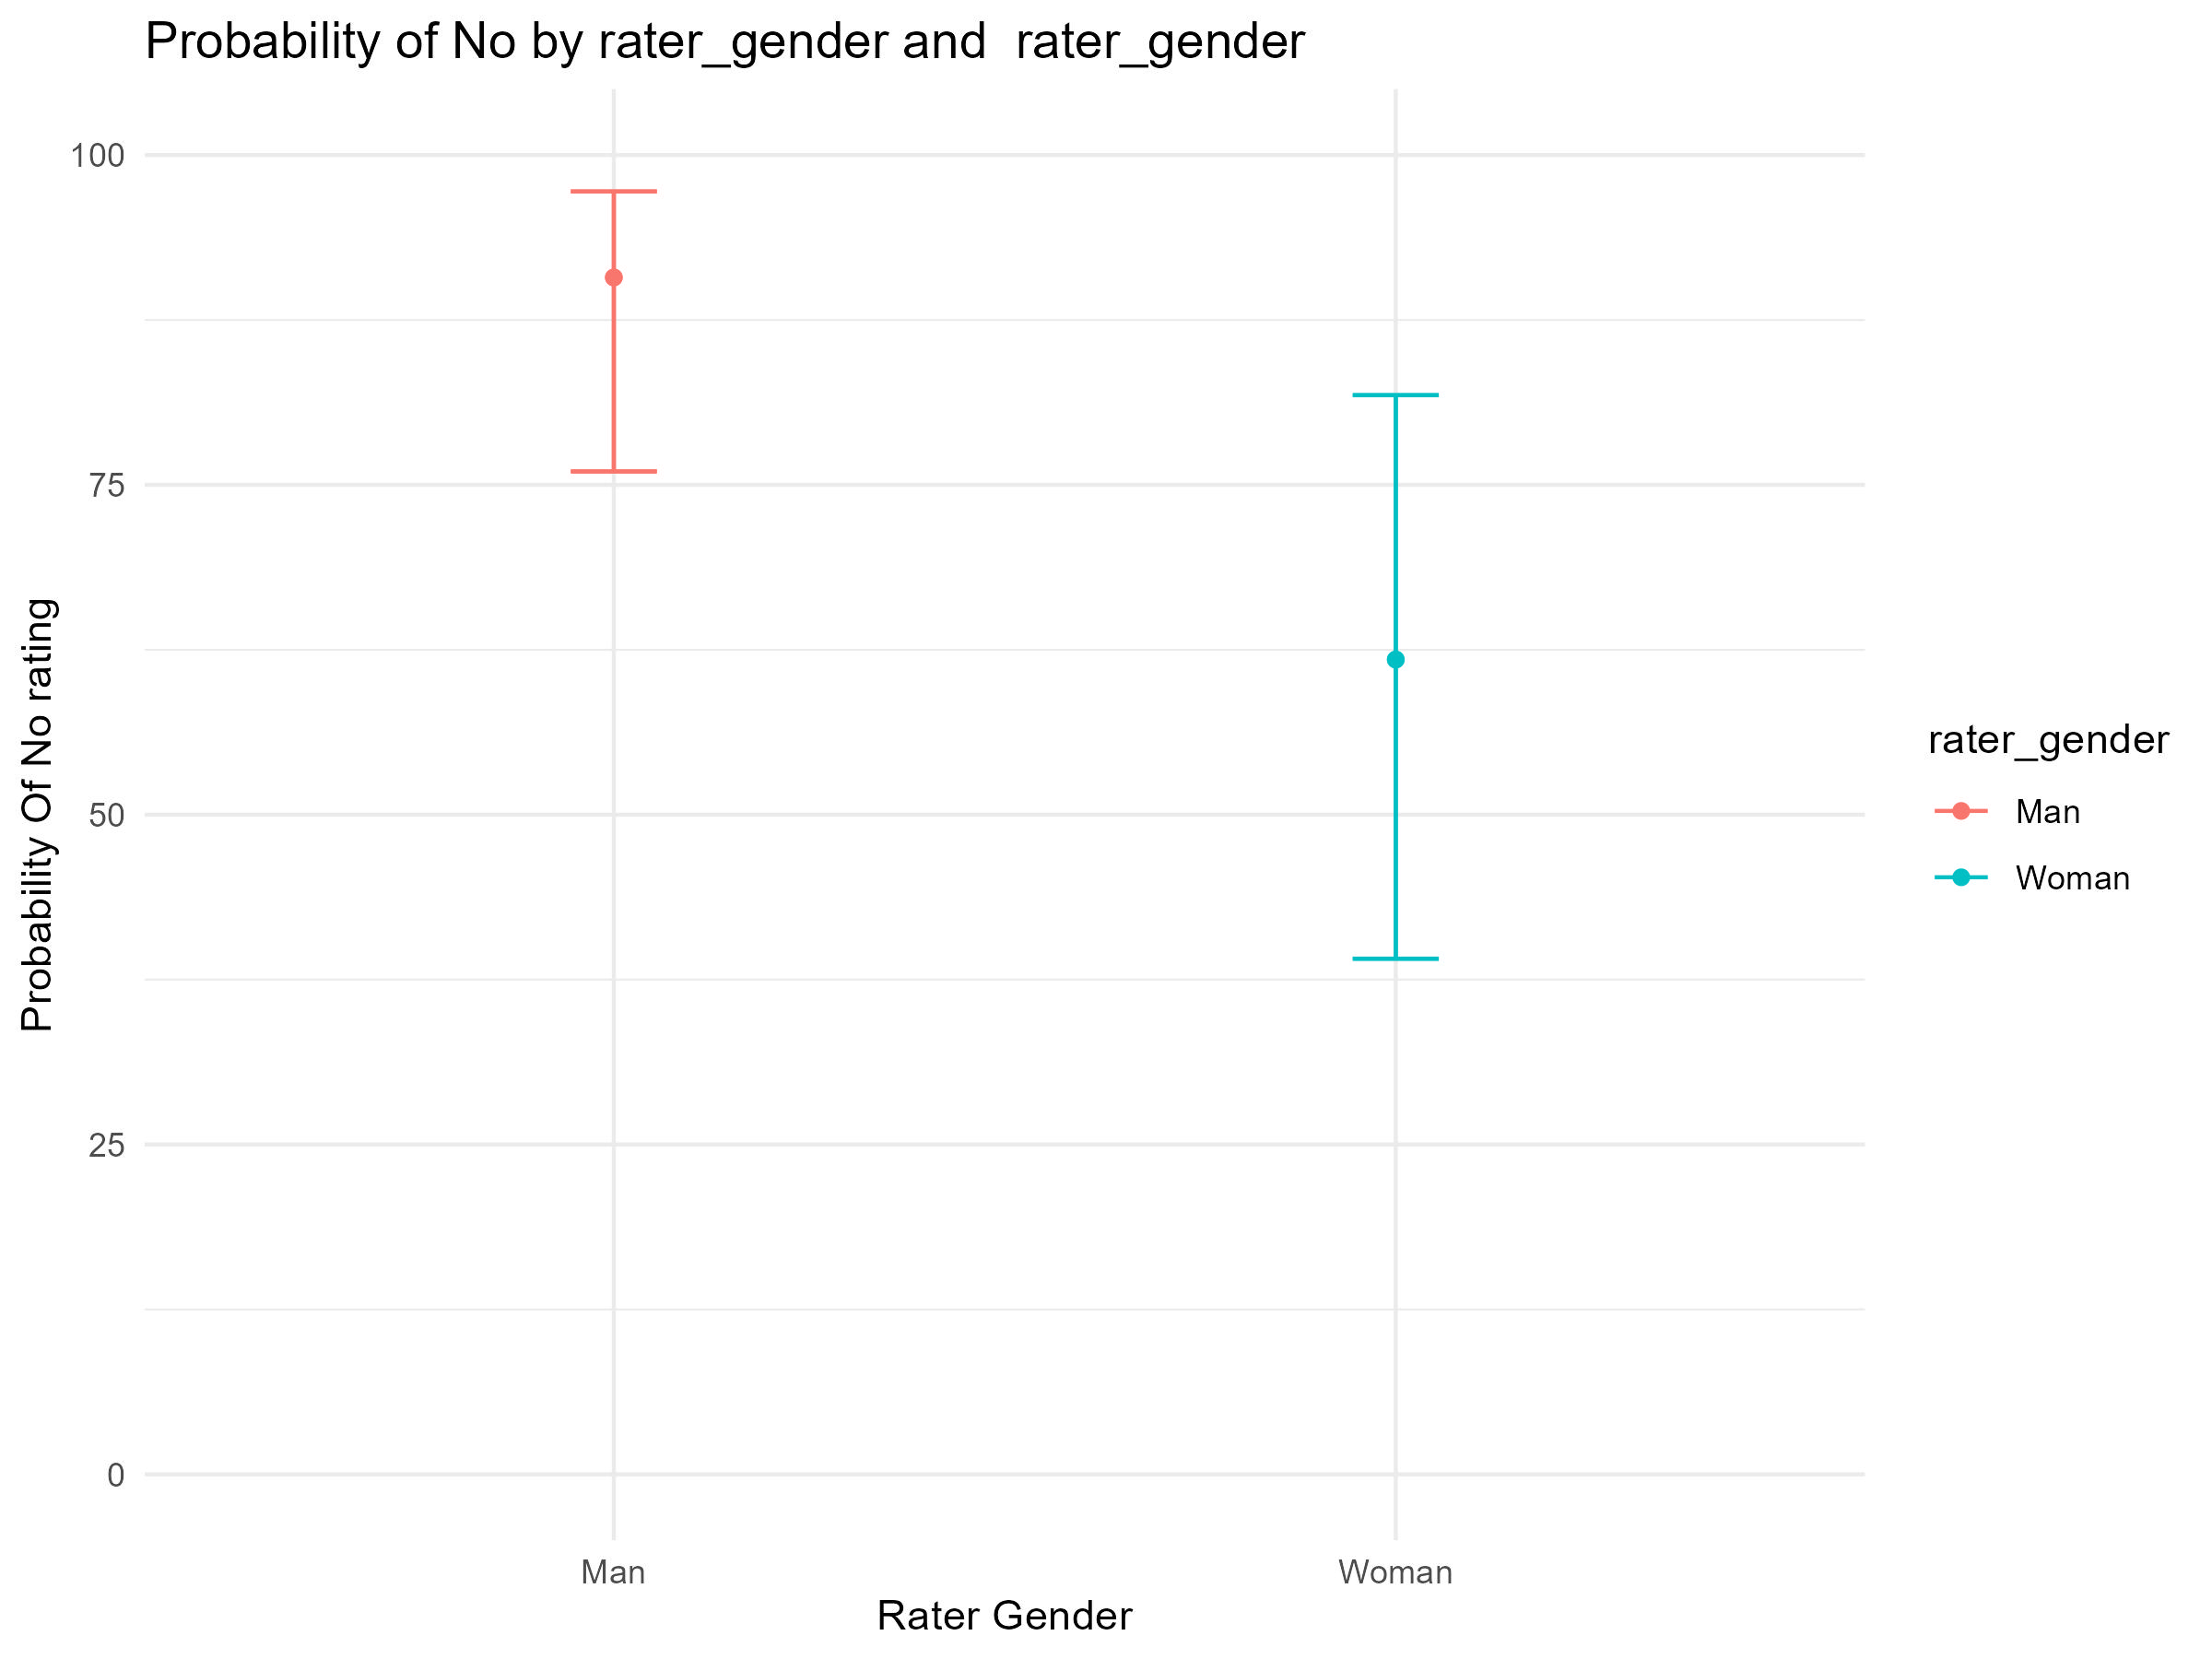 Probability of No by rater_gender and  rater_gender
100
75
50
25
0
Probability Of No rating
Man
Woman
Rater Gender
rater_gender
Man
Woman